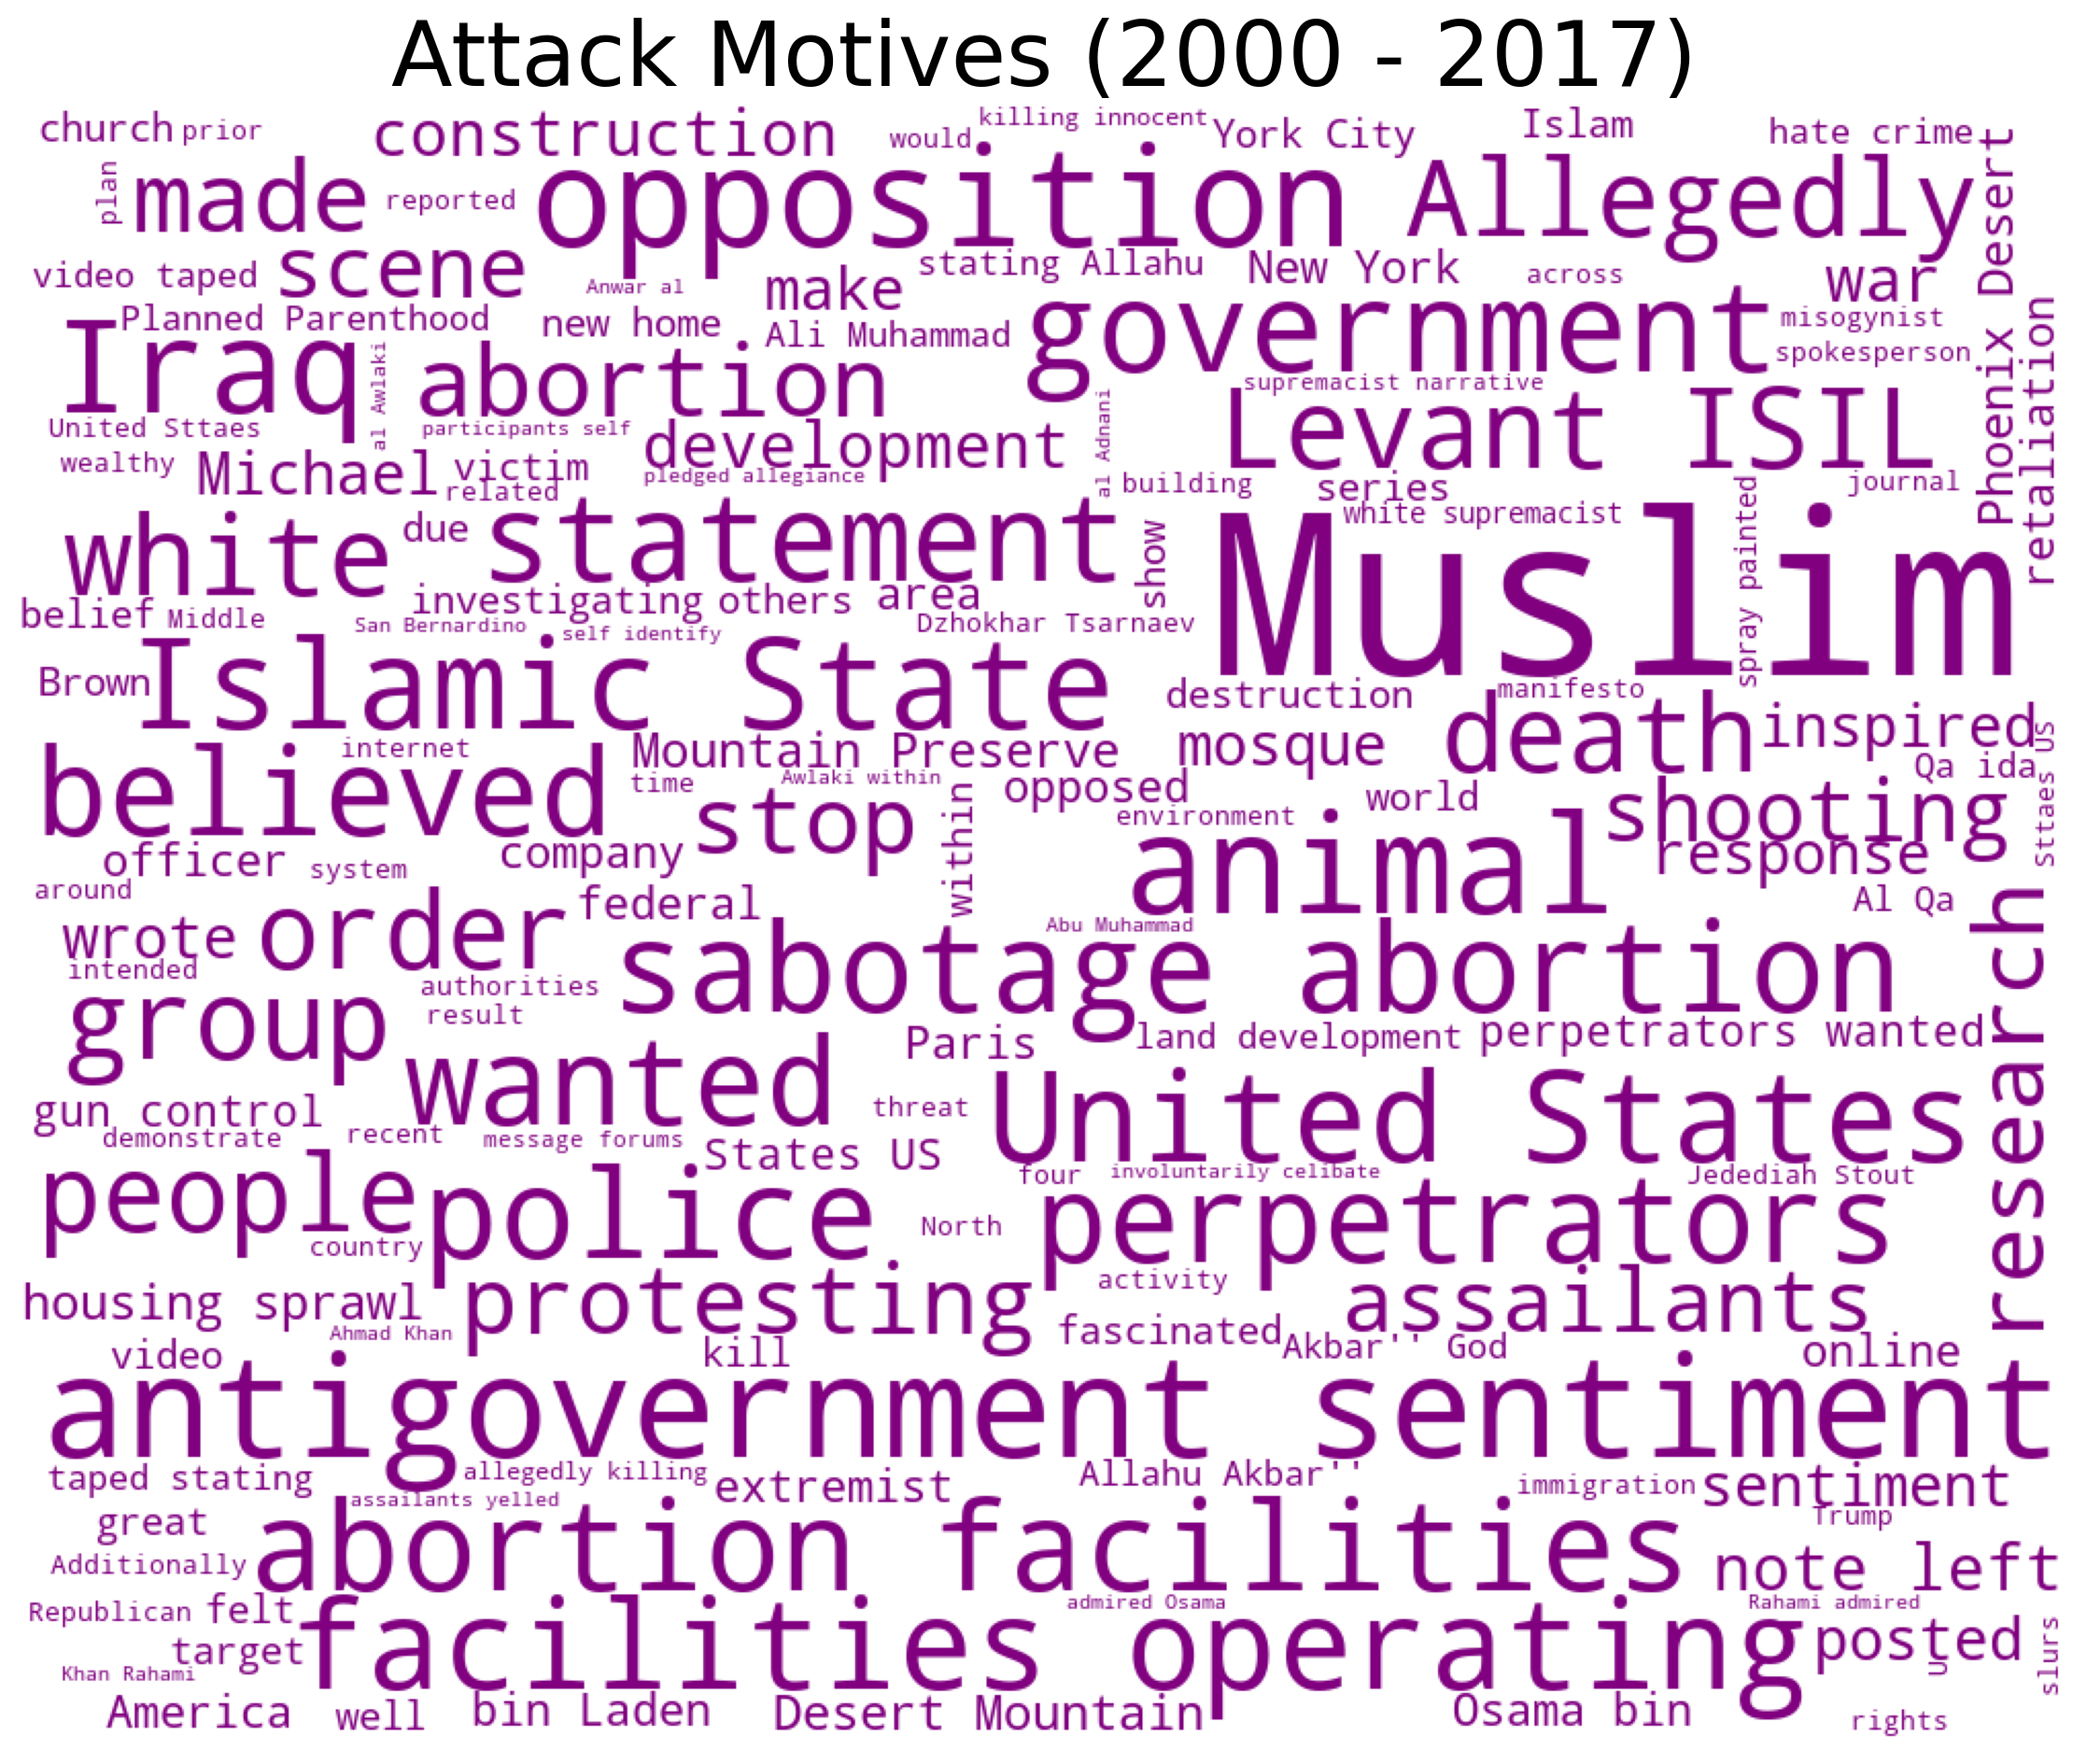 Attack Motives (2000 - 2017)
church prior construction would killing innocent York City Islam hate crime
plan made reported opposition Allegedly Phoenix Desert
video taped scene Anwar al make stating Allahu New York across war
Planned Parenthood new home Ali Muhammad government misogynist
Iraq al Awlaki abortion supremacist narrative spokesperson retaliation
United Sttaes participants self development al Adnani Levant ISIL
wealthy Michael victim related pledged allegiance building series journal
white due statement show white supremacist Muslim spray painted
belief Middle investigating others area
San Bernardino self identify Dzhokhar Tsarnaev
Brown Islamic State destruction manifesto death inspired
believed internet Mountain Preserve mosque Qa ida Sttaes US
time Awlaki within stop within opposed environment world animal shooting
officer system company response
around wrote order federal Abu Muhammad Al Qa research
intended group authorities sabotage abortion
result wanted Paris land development perpetrators wanted
gun control threat United States
demonstrate recent message forums States US
people police four involuntarily celibate Jedediah Stout
country North perpetrators
housing sprawl protesting activity assailants
Ahmad Khan fascinated Akbar'' God online
video kill
antigovernment sentiment
taped stating allegedly killing extremist Allahu Akbar'' immigration sentiment
great assailants yelled abortion facilities Trump
Additionally note left
Republican felt facilities operating admired Osama Rahami admired
target posted U slurs
Khan Rahami
America well bin Laden Desert Mountain Osama bin rights